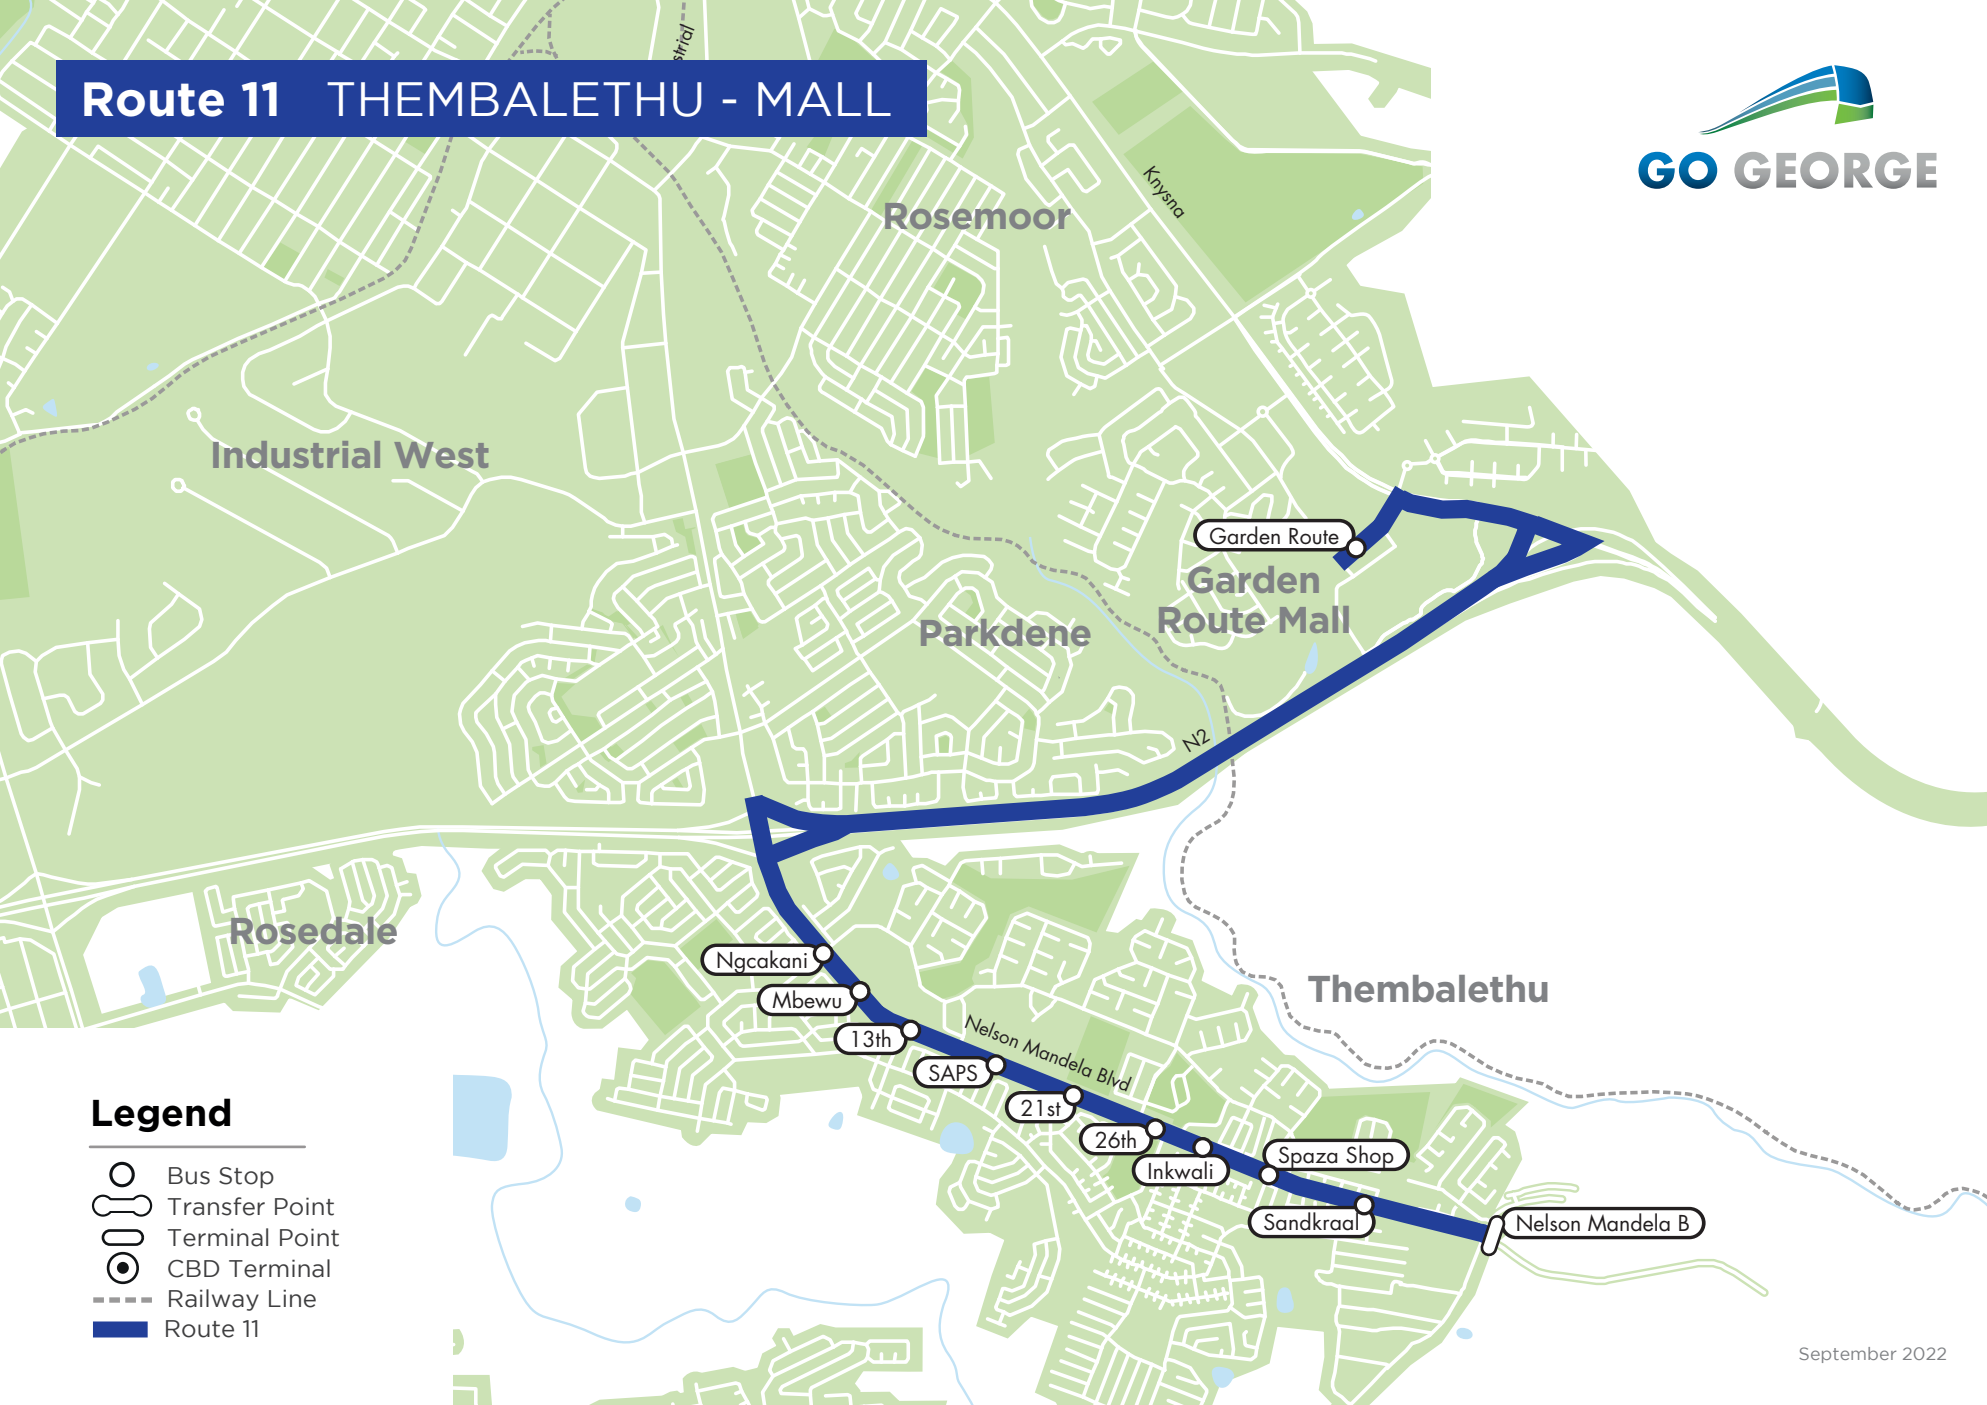 strial
Route 11 THEMBALETHU - MALL
GO GEORGE
Knysna
Rosemoor
Industrial West
Garden Route
Garden
Route Mall
Parkdene
N2
Rosedale
Ngcakani
Mbewu
Thembalethu
13th
Nelson Mandela Blvd
SAPS
21st
26th
Inkwali
Spaza Shop
Sandkraal
Nelson Mandela B
Legend
Bus Stop
Transfer Point
Terminal Point
CBD Terminal
Railway Line
Route 11
September 2022